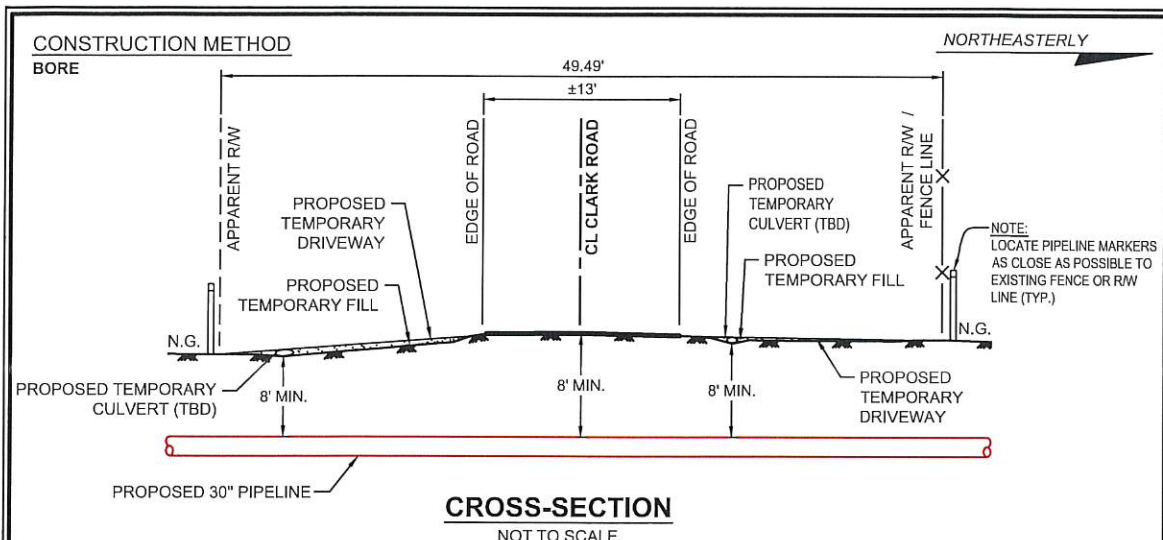 CONSTRUCTION METHOD
BORE
NORTHEASTERLY
49.49'
±13'
APPARENT R/W
EDGE OF ROAD
CL CLARK ROAD
EDGE OF ROAD
APPARENT R/W /
FENCE LINE
PROPOSED
TEMPORARY
DRIVEWAY
PROPOSED
TEMPORARY FILL
PROPOSED
TEMPORARY
CULVERT (TBD)
PROPOSED
TEMPORARY FILL
NOTE:
LOCATE PIPELINE MARKERS
AS CLOSE AS POSSIBLE TO
EXISTING FENCE OR R/W
LINE (TYP.)
N.G.
N.G.
PROPOSED TEMPORARY
CULVERT (TBD)
8' MIN.
8' MIN.
8' MIN.
PROPOSED
TEMPORARY
DRIVEWAY
PROPOSED 30" PIPELINE
CROSS-SECTION
NOT TO SCALE